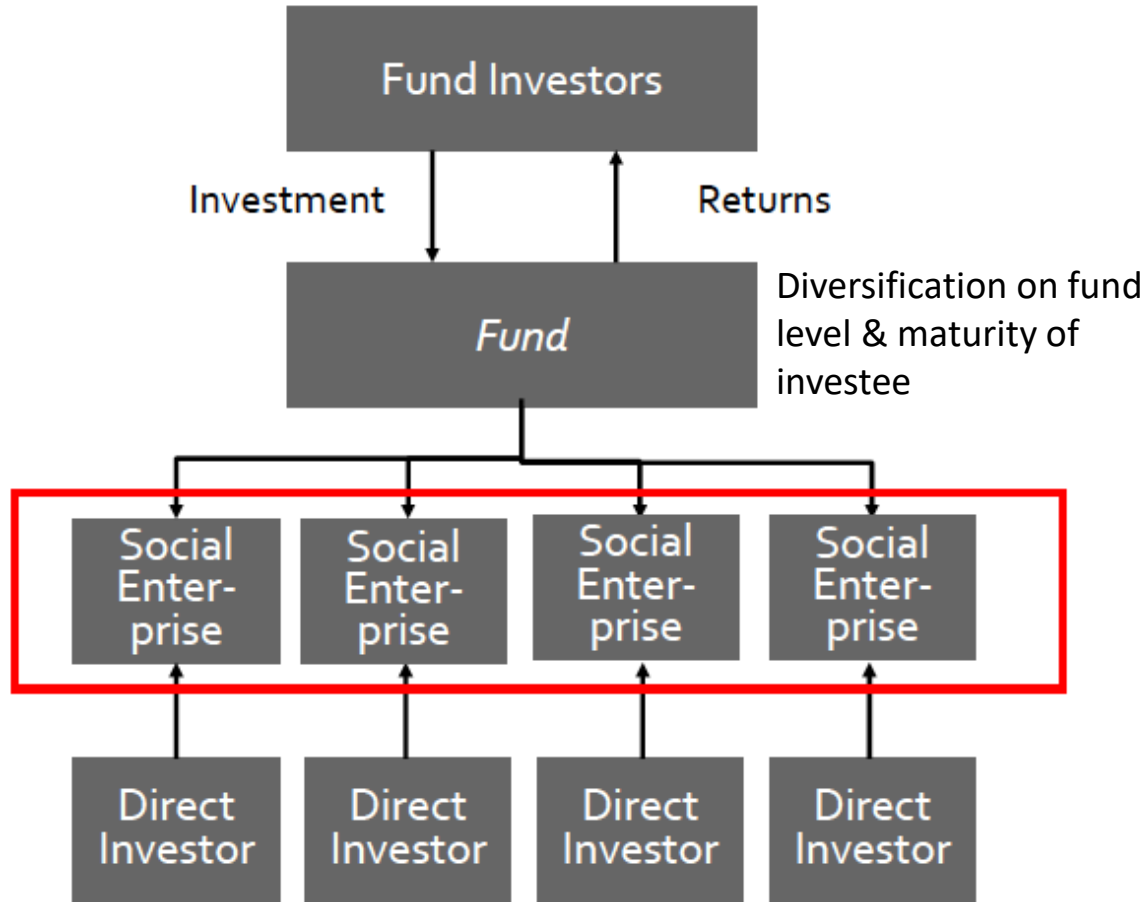 Fund Investors
Investment
Returns
Fund
Diversification on fund
level & maturity of
investee
Social
Enter-
prise
Social
Enter-
prise
Social
Enter-
prise
Social
Enter-
prise
Direct
Investor
Direct
Investor
Direct
Investor
Direct
Investor